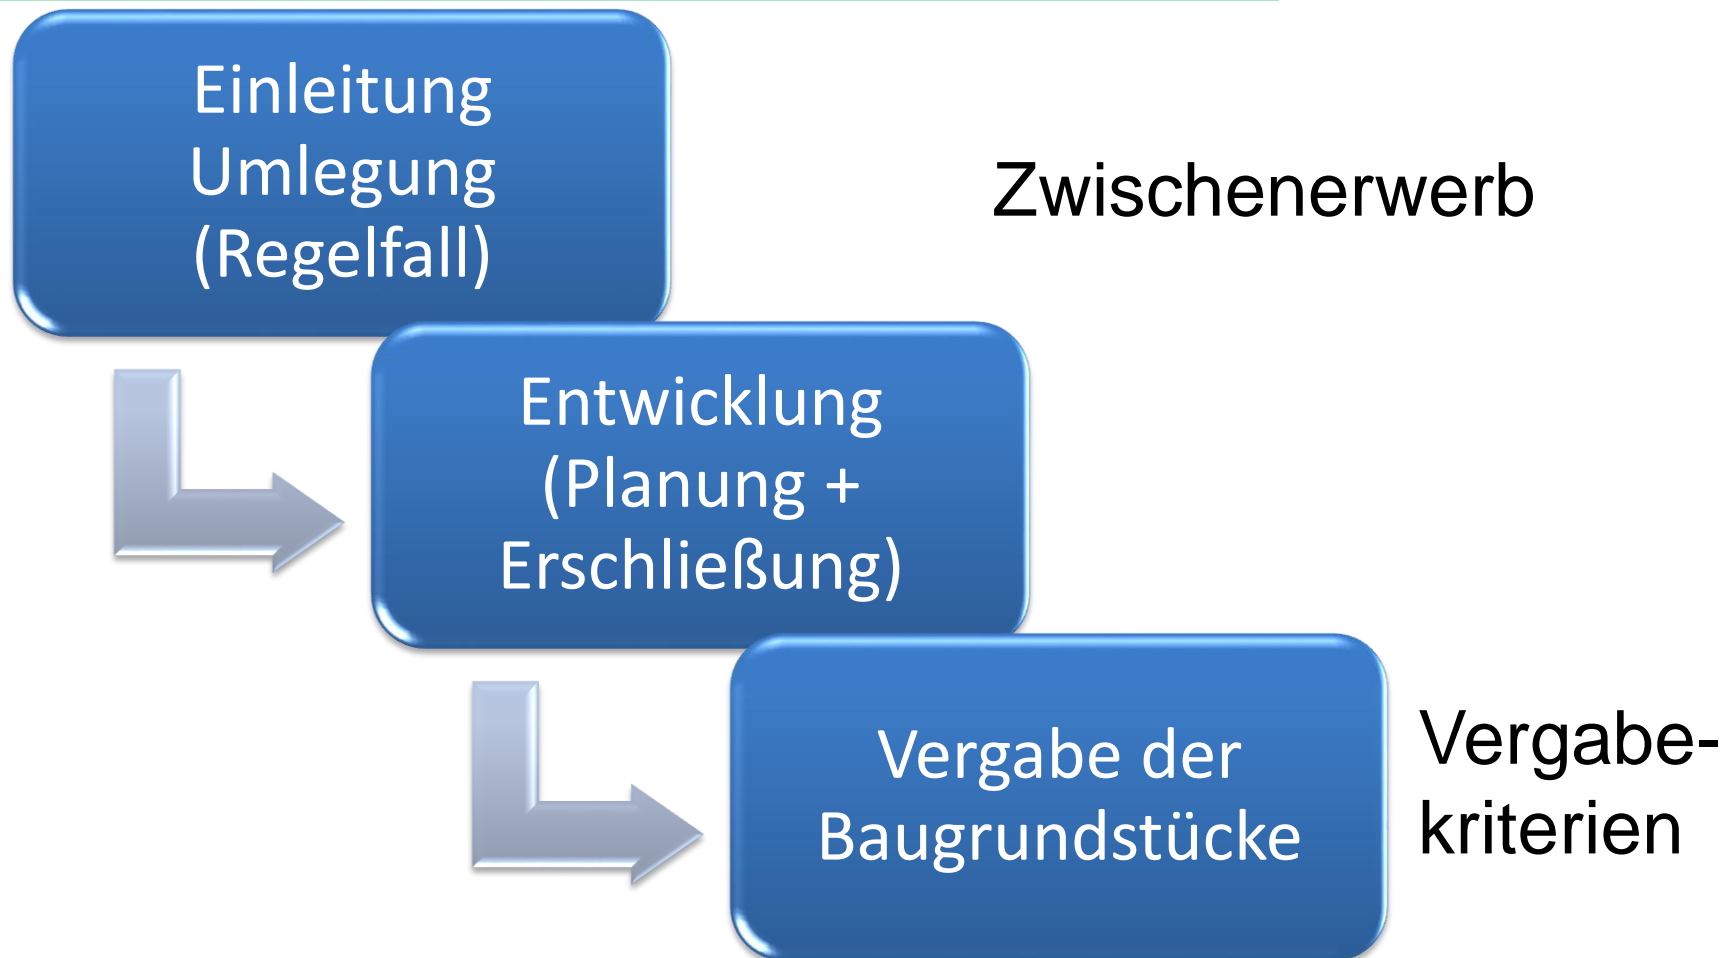 Einleitung
Umlegung
(Regelfall)
Zwischenerwerb
Entwicklung
(Planung +
Erschließung)
Vergabe der
Baugrundstücke
Vergabe-
kriterien